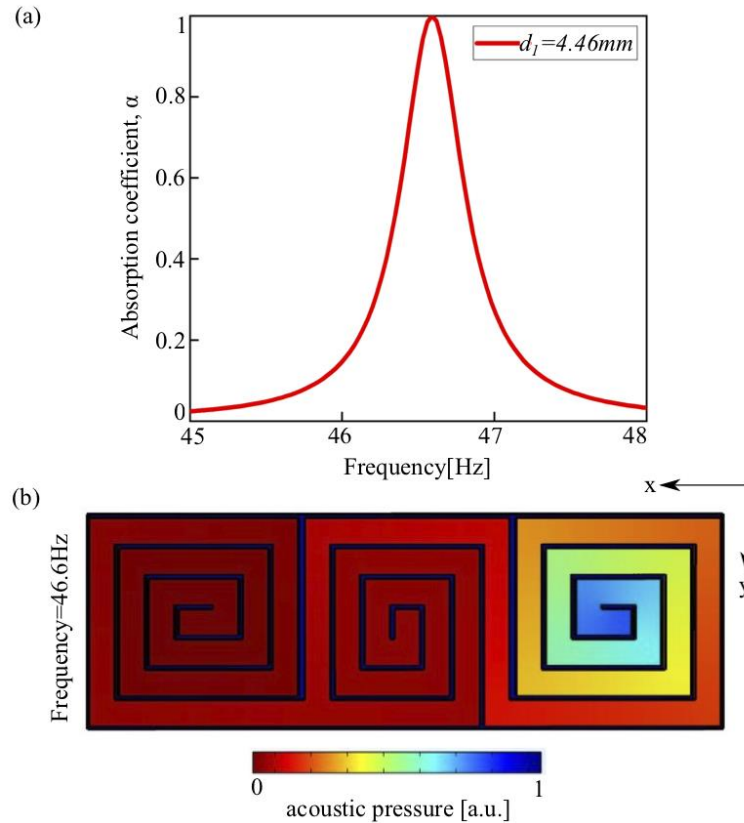 (a)
1
0.8
0.6
0.4
0.2
0
Absorption coefficient, α
d₁=4.46mm
45 46 47 48
Frequency[Hz]
(b)
x
y
Frequency=46.6Hz
0 1
acoustic pressure [a.u.]